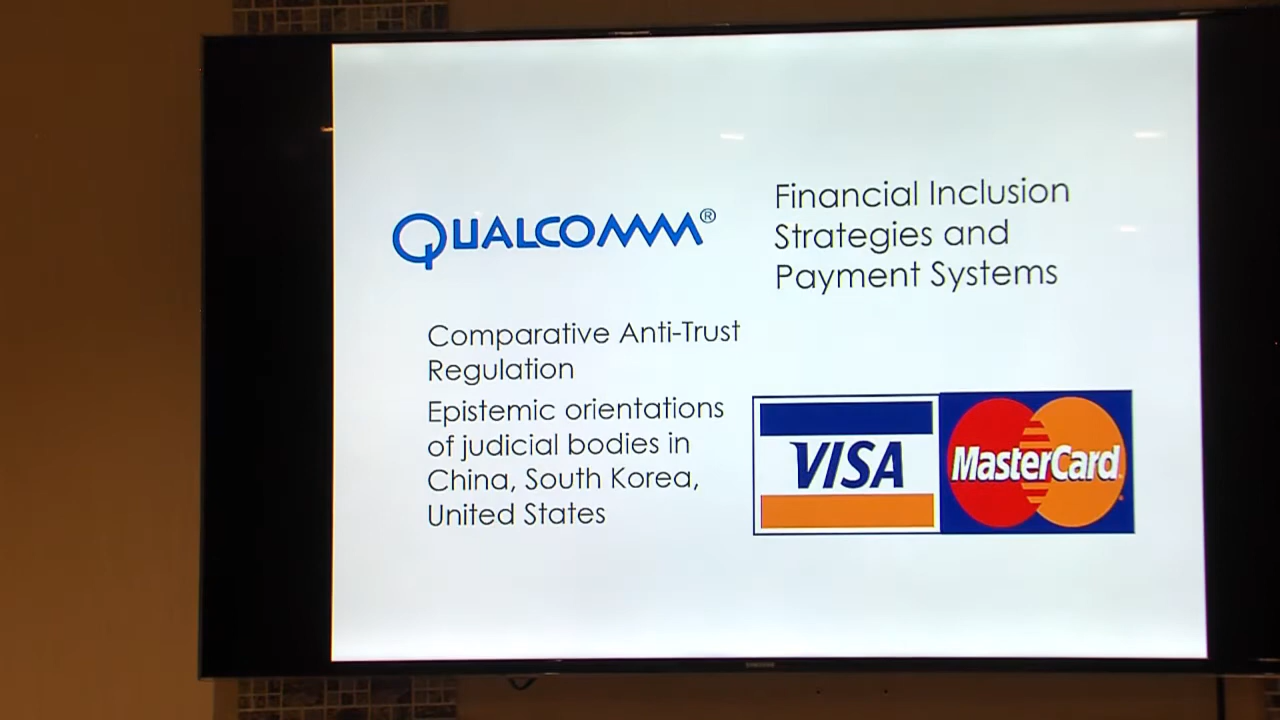 QUALCOMM®
Comparative Anti-Trust
Regulation
Epistemic orientations
of judicial bodies in
China, South Korea,
United States
Financial Inclusion
Strategies and
Payment Systems
VISA
MasterCard
SAMSUNG